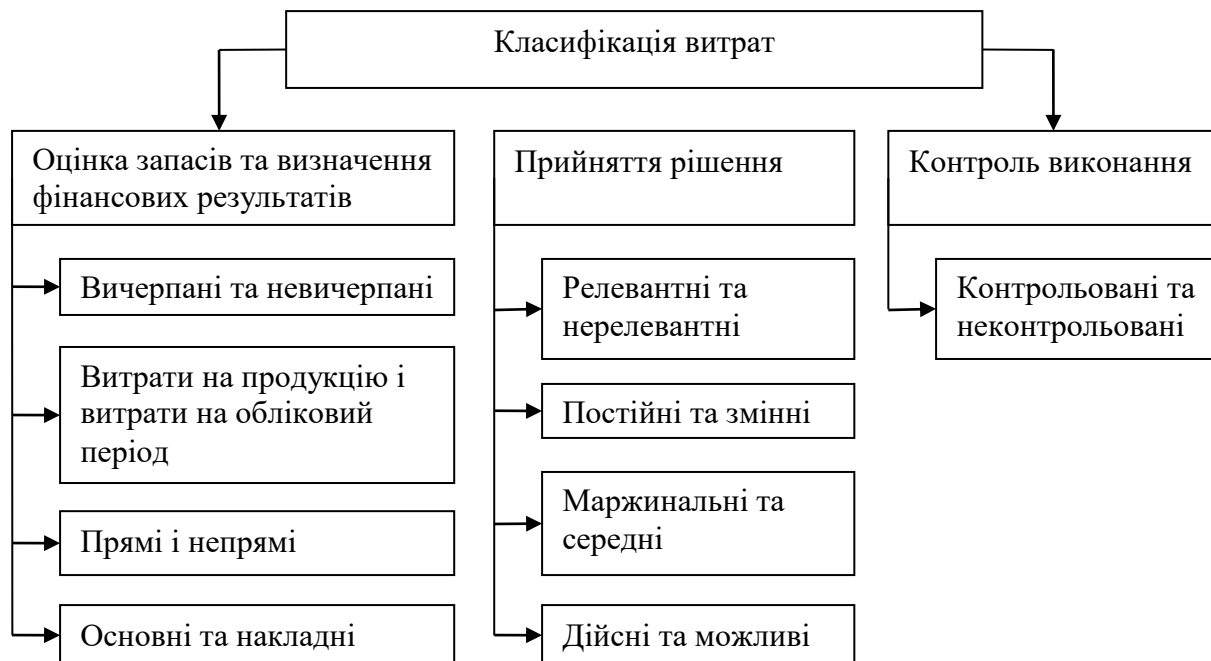 Класифікація витрат
Оцінка запасів та визначення
фінансових результатів
Вичерпані та невичерпані
Витрати на продукцію і
витрати на обліковий
період
Прямі і непрямі
Основні та накладні
Прийняття рішення
Релевантні та
нерелевантні
Постійні та змінні
Маржинальні та
середні
Дійсні та можливі
Контроль виконання
Контрольовані та
неконтрольовані